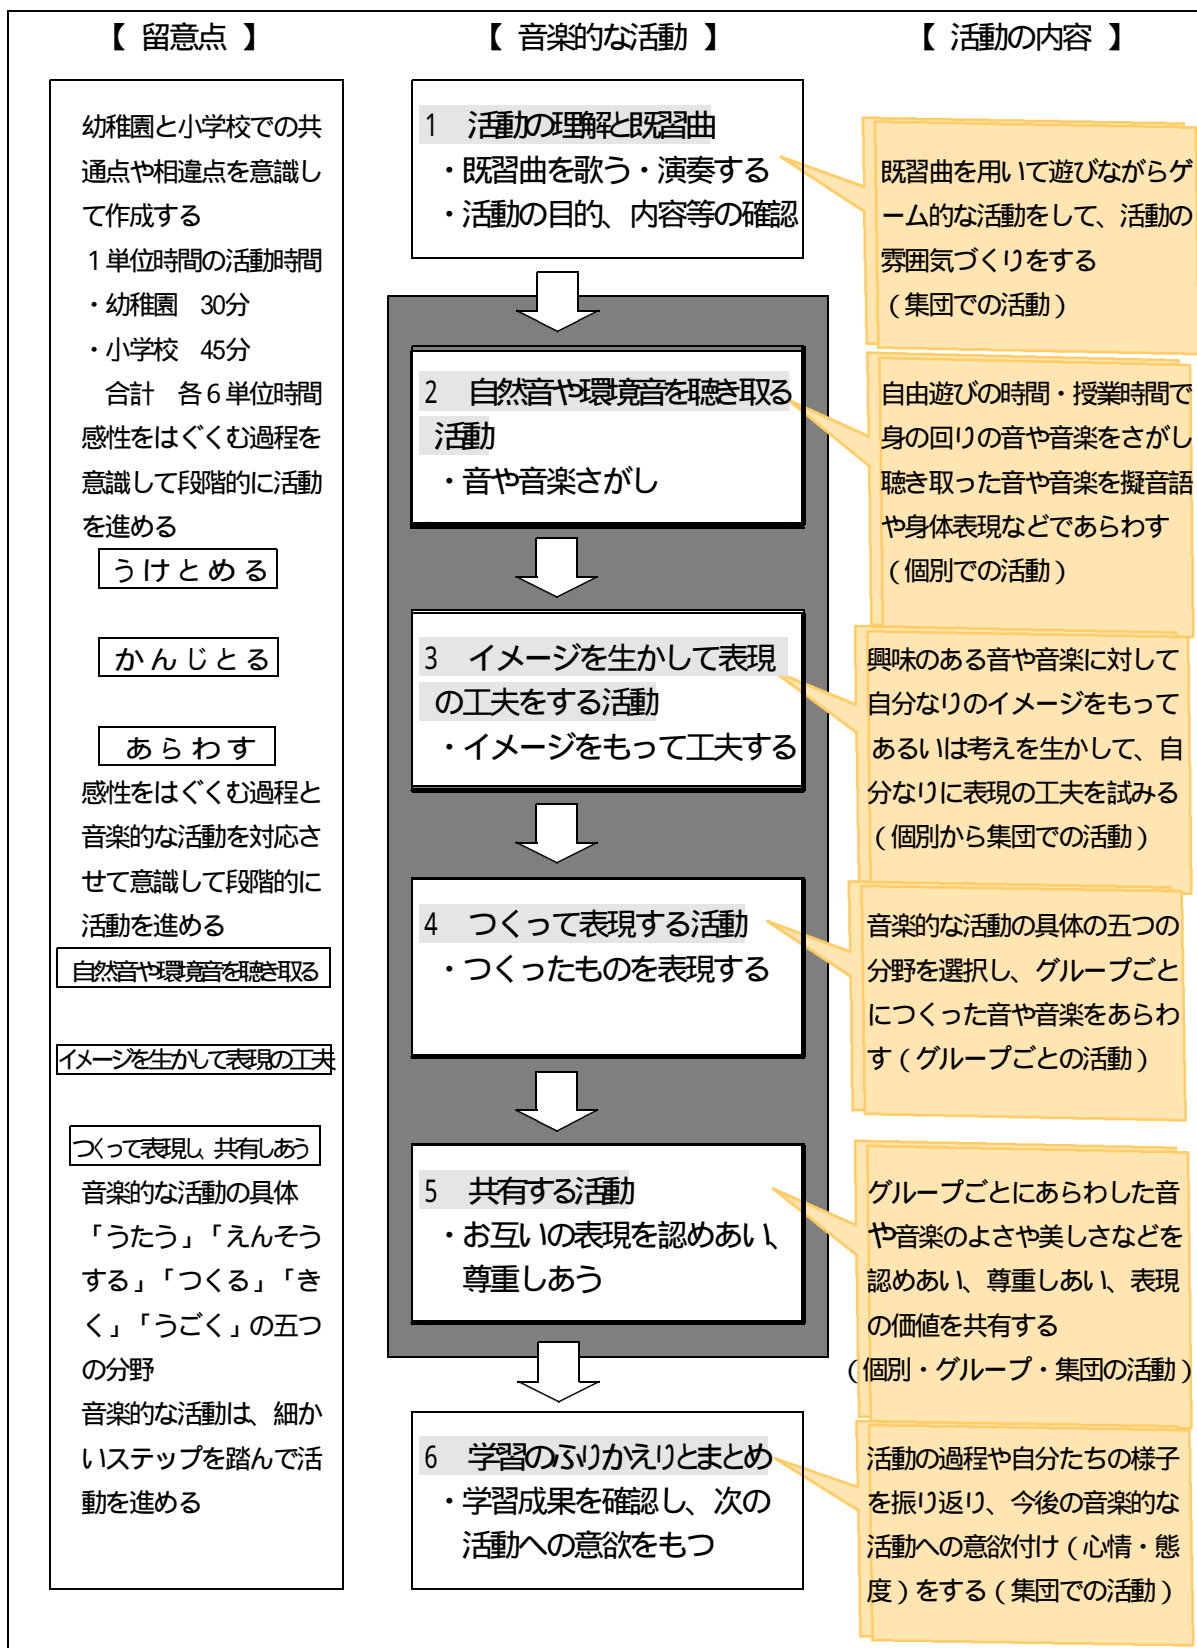 【 留意点 】
幼稚園と小学校での共
通点や相違点を意識し
て作成する
1単位時間の活動時間
・幼稚園 30分
・小学校 45分
合計 各6単位時間
感性をはぐくむ過程を
意識して段階的に活動
を進める
うけとめる
かんじとる
あらわす
感性をはぐくむ過程と
音楽的な活動を対応さ
せて意識して段階的に
活動を進める
自然音や環境音を聴き取る
イメージを生かして表現の工夫
つくって表現し、共有しあう
音楽的な活動の具体
「うたう」「えんそう
する」「つくる」「き
く」「うごく」の五つ
の分野
音楽的な活動は、細か
いステップを踏んで活
動を進める
【 音楽的な活動 】
1 活動の理解と既習曲
・既習曲を歌う・演奏する
・活動の目的、内容等の確認
2 自然音や環境音を聴き取る
活動
・音や音楽さがし
3 イメージを生かして表現
の工夫をする活動
・イメージをもって工夫する
4 つくって表現する活動
・つくったものを表現する
5 共有する活動
・お互いの表現を認めあい、
尊重しあう
6 学習のふりかえりとまとめ
・学習成果を確認し、次の
活動への意欲をもつ
【 活動の内容 】
既習曲を用いて遊びながらゲ
ーム的な活動をして、活動の
雰囲気づくりをする
(集団での活動)
自由遊びの時間・授業時間で
身の回りの音や音楽をさがし
聴き取った音や音楽を擬音語
や身体表現などであらわす
(個別での活動)
興味のある音や音楽に対して
自分なりのイメージをもって
あるいは考えを生かして、自
分なりに表現の工夫を試みる
(個別から集団での活動)
音楽的な活動の具体の五つの
分野を選択し、グループごと
につくった音や音楽をあらわ
す(グループごとの活動)
グループごとにあらわした音
や音楽のよさや美しさなどを
認めあい、尊重しあい、表現
の価値を共有する
(個別・グループ・集団の活動)
活動の過程や自分たちの様子
を振り返り、今後の音楽的な
活動への意欲付け(心情・態
度)をする(集団での活動)